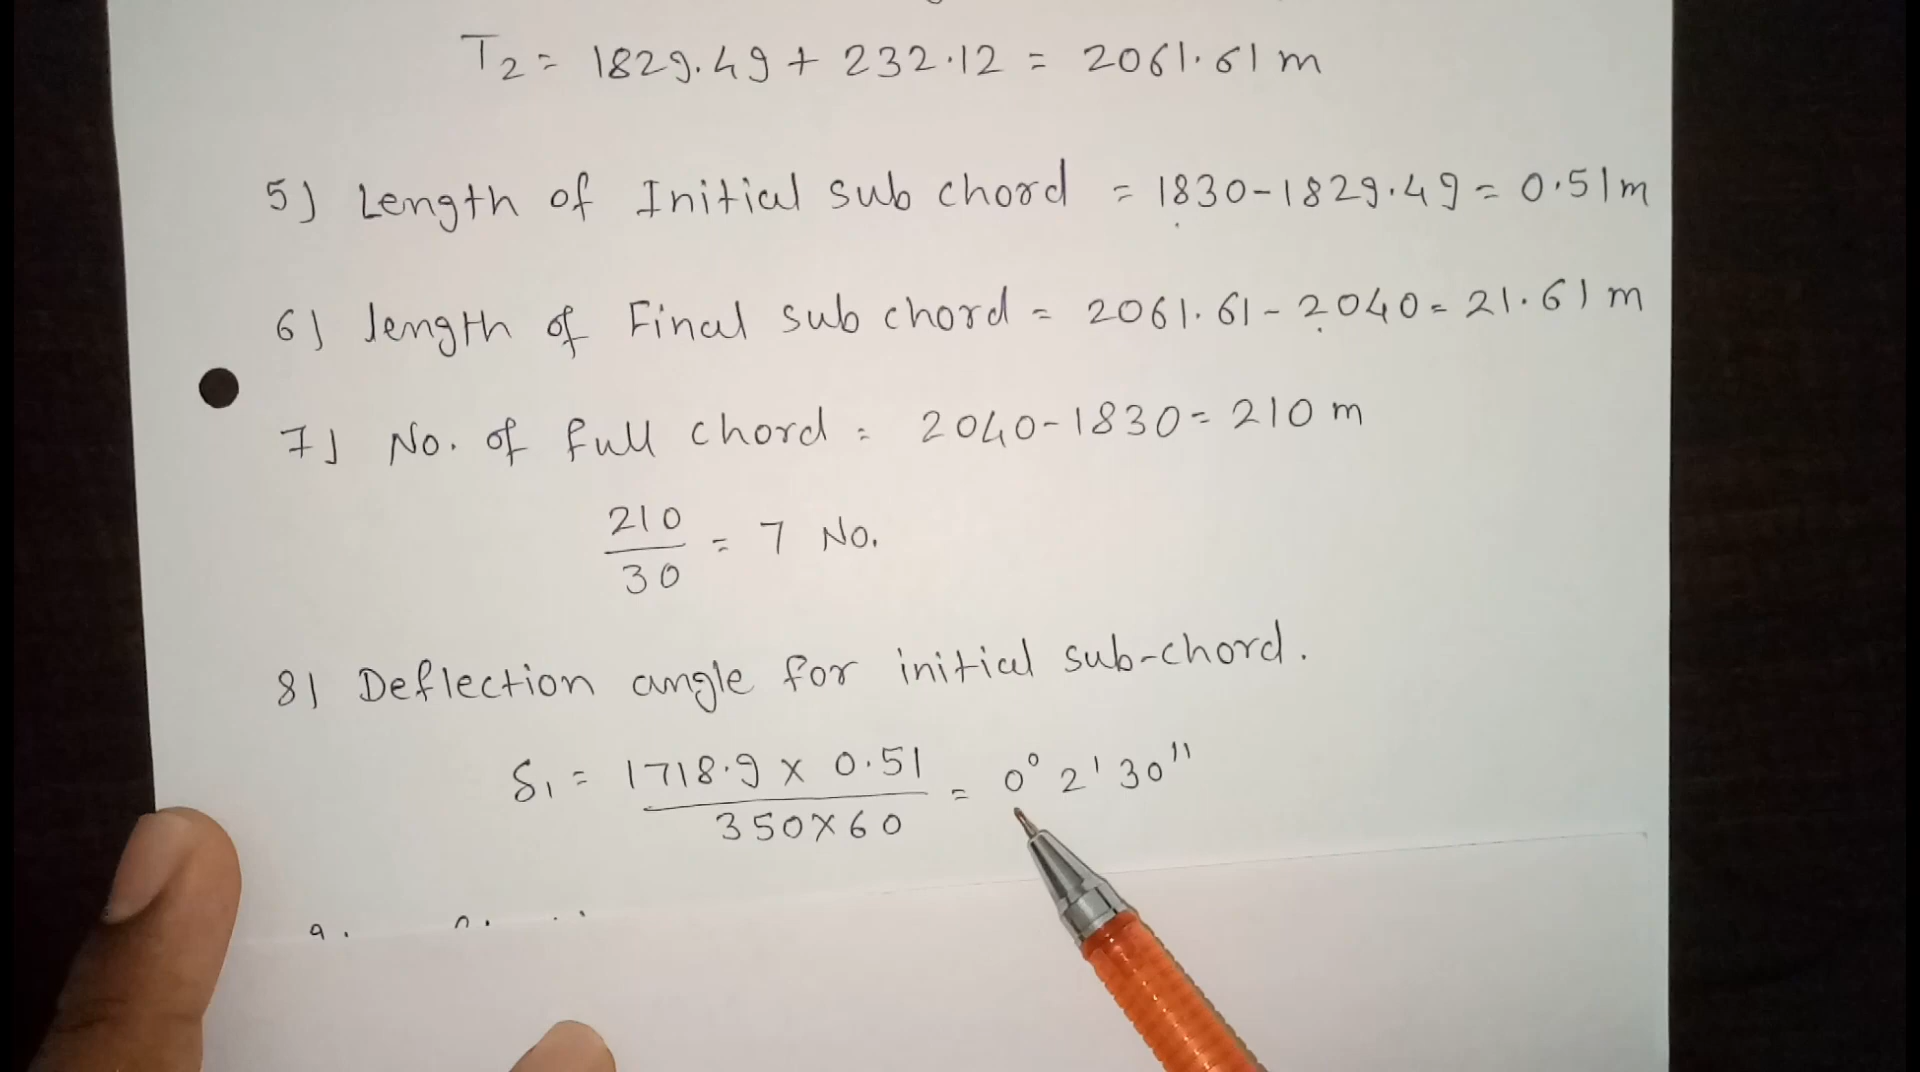 T2 = 1829.49 + 232.12 = 2061.61 m
5) Length of Initial sub chord = 1830-1829.49 = 0.51m
6) length of Final sub chord = 2061.61 - 2040 = 21.61 m
7) No. of full chord = 2040-1830 = 210 m
210
30
= 7 No.
8) Deflection angle for initial sub-chord.
δ1 = 1718.9 x 0.51
350X60
= 0° 2' 30"